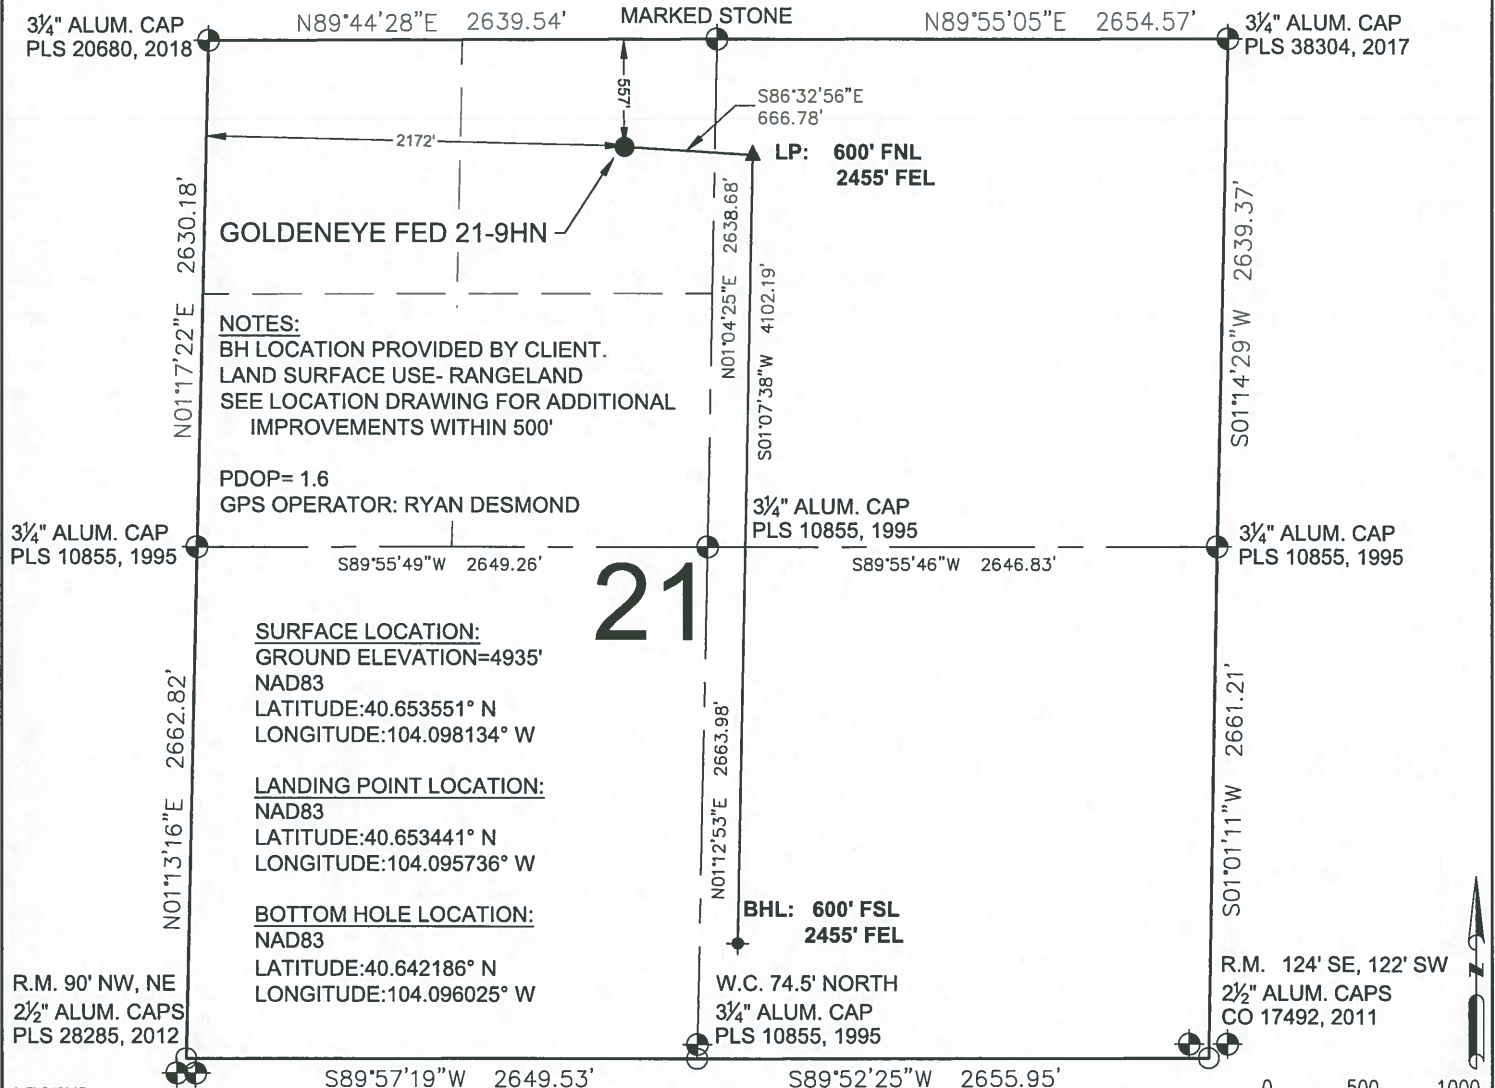 3¼" ALUM. CAP
PLS 20680, 2018
N89°44'28"E 2639.54'
MARKED STONE
N89°55'05"E 2654.57'
3¼" ALUM. CAP
PLS 38304, 2017
557'
S86°32'56"E
666.78'
2172'
LP: 600' FNL
2455' FEL
GOLDENEYE FED 21-9HN
N01°17'22"E 2630.18'
N01°04'25"E 2638.68'
S01°07'38"W 4102.19'
S01°14'29"W 2639.37'
NOTES:
BH LOCATION PROVIDED BY CLIENT.
LAND SURFACE USE- RANGELAND
SEE LOCATION DRAWING FOR ADDITIONAL
IMPROVEMENTS WITHIN 500'
PDOP= 1.6
GPS OPERATOR: RYAN DESMOND
3¼" ALUM. CAP
PLS 10855, 1995
3¼" ALUM. CAP
PLS 10855, 1995
3¼" ALUM. CAP
PLS 10855, 1995
S89°55'49"W 2649.26'
S89°55'46"W 2646.83'
21
SURFACE LOCATION:
GROUND ELEVATION=4935'
NAD83
LATITUDE:40.653551° N
LONGITUDE:104.098134° W
LANDING POINT LOCATION:
NAD83
LATITUDE:40.653441° N
LONGITUDE:104.095736° W
BOTTOM HOLE LOCATION:
NAD83
LATITUDE:40.642186° N
LONGITUDE:104.096025° W
N01°13'16"E 2662.82'
N01°12'53"E 2663.98'
S01°01'11"W 2661.21'
BHL: 600' FSL
2455' FEL
R.M. 90' NW, NE
2½" ALUM. CAPS
PLS 28285, 2012
W.C. 74.5' NORTH
3¼" ALUM. CAP
PLS 10855, 1995
R.M. 124' SE, 122' SW
2½" ALUM. CAPS
CO 17492, 2011
N
S89°57'19"W 2649.53'
S89°52'25"W 2655.95'
0 500 1000